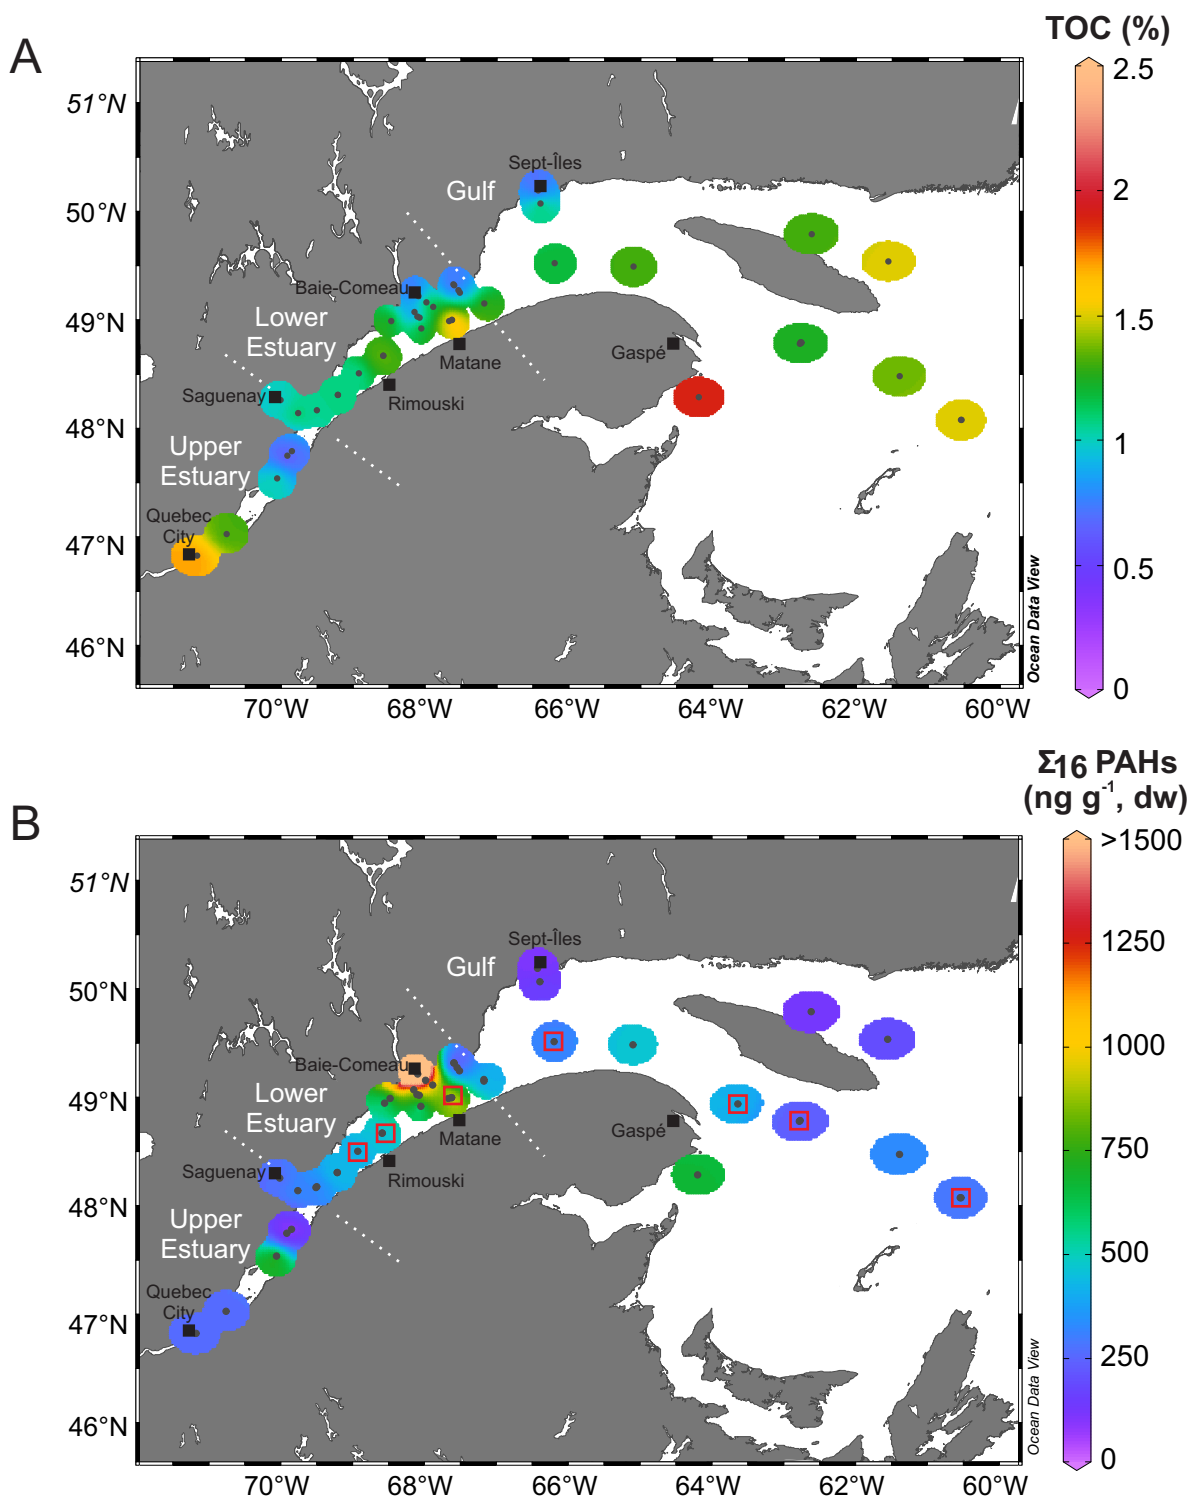 A
TOC (%)
2.5
2
1.5
1
0.5
0
51°N
50°N
49°N
48°N
47°N
46°N
Sept-Îles
Gulf
Baie-Comeau
Lower
Estuary
Matane
Gaspé
Saguenay
Rimouski
Upper
Estuary
Quebec
City
Ocean Data View
70°W
68°W
66°W
64°W
62°W
60°W
B
Σ16 PAHs
(ng g-1, dw)
>1500
1250
1000
750
500
250
0
51°N
50°N
49°N
48°N
47°N
46°N
Sept-Îles
Gulf
Baie-Comeau
Lower
Estuary
Matane
Gaspé
Saguenay
Rimouski
Upper
Estuary
Quebec
City
Ocean Data View
70°W
68°W
66°W
64°W
62°W
60°W